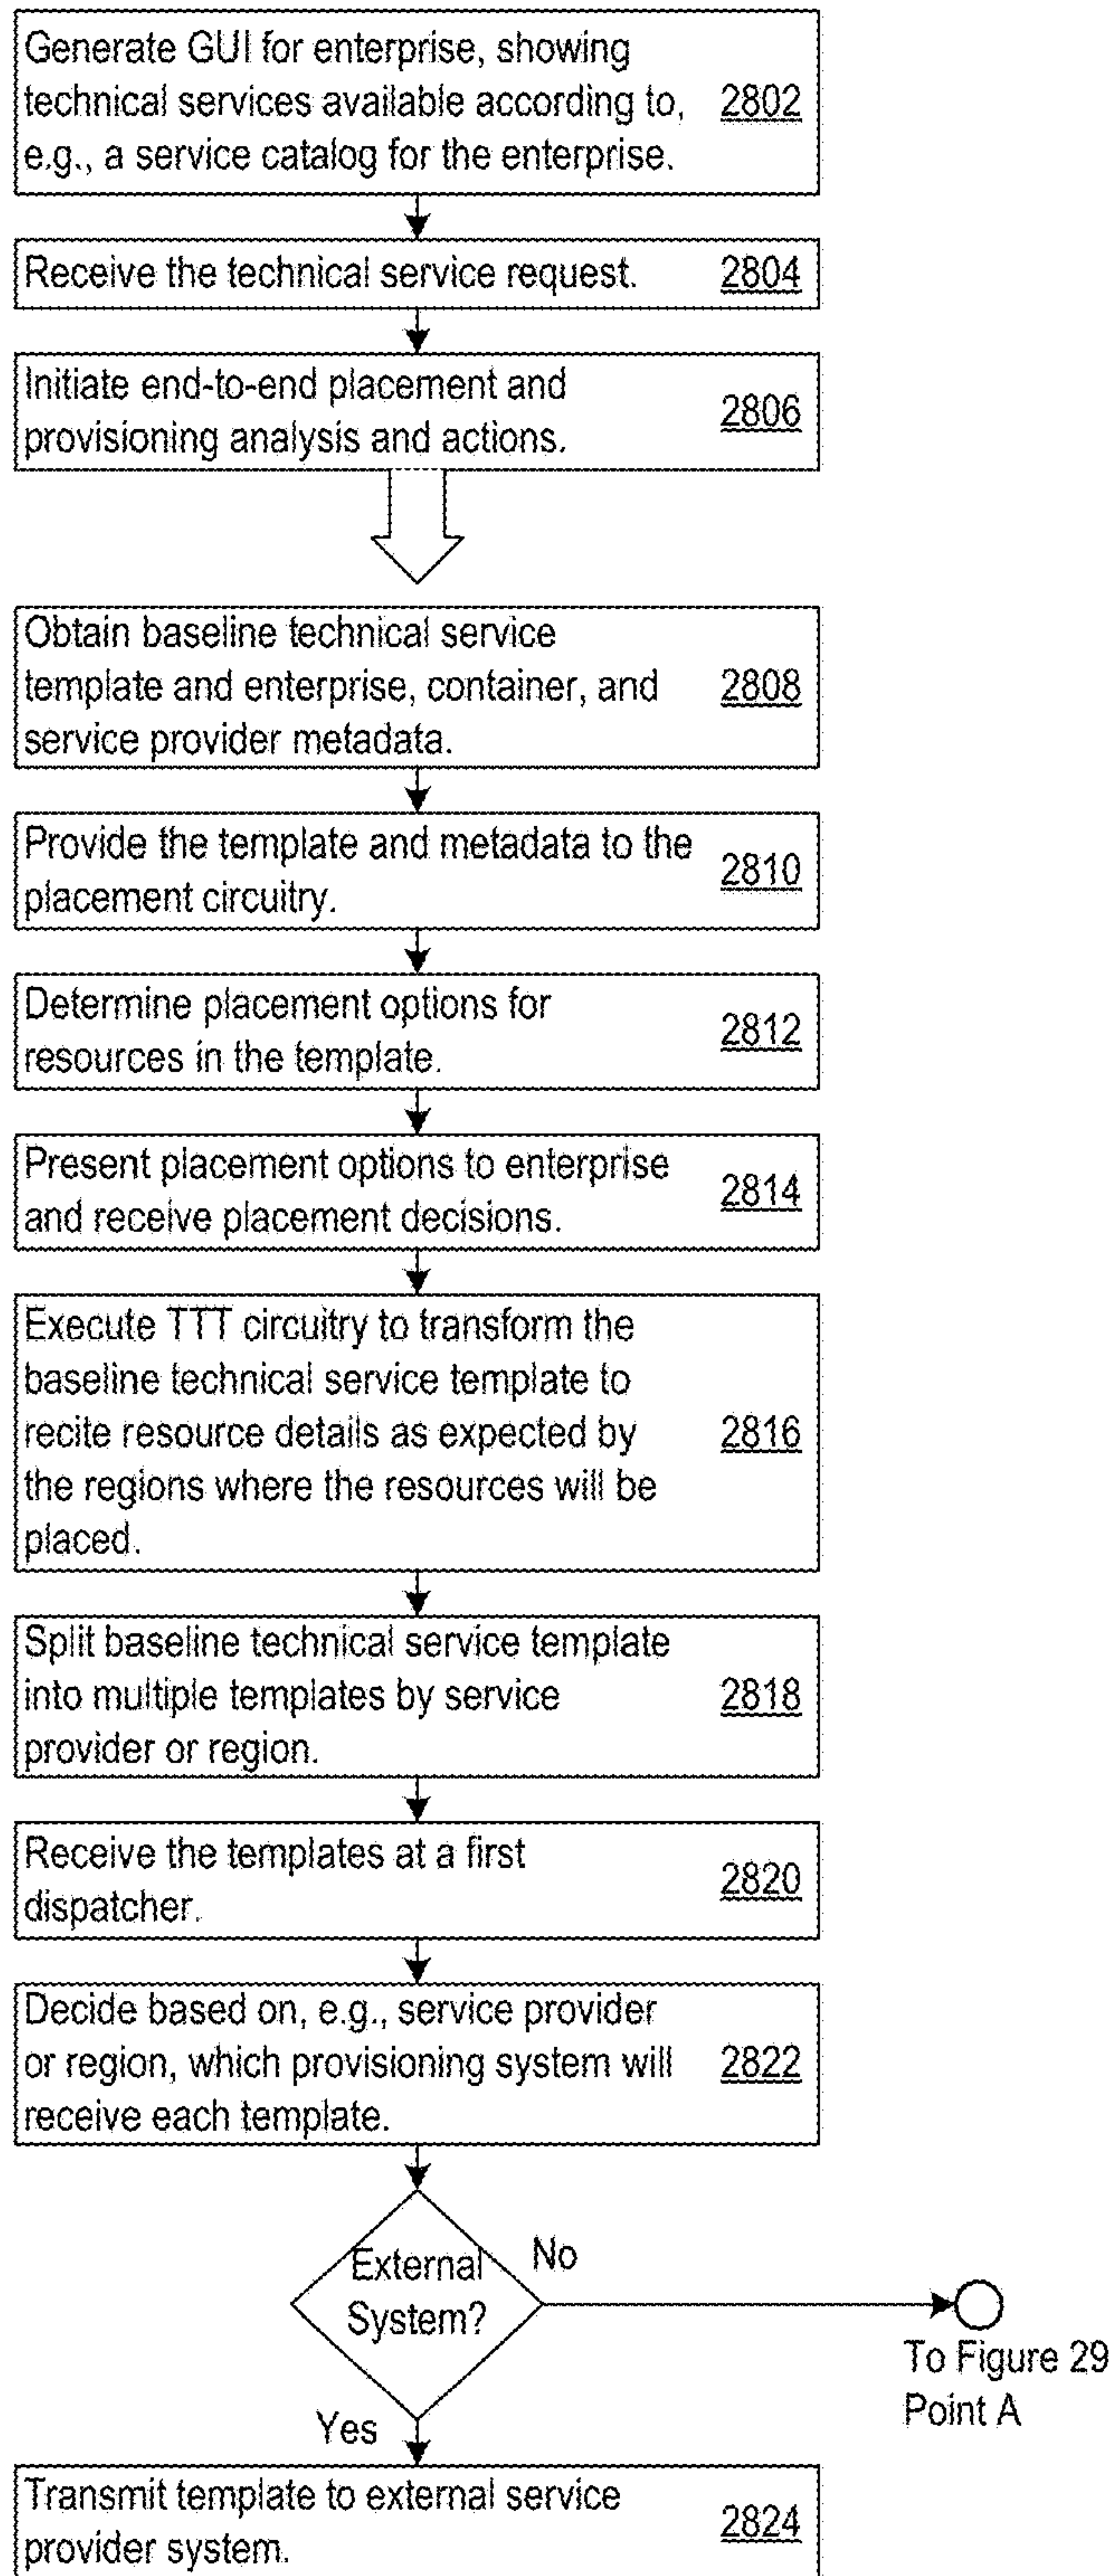 Generate GUI for enterprise, showing
technical services available according to, 2802
e.g., a service catalog for the enterprise.
Receive the technical service request. 2804
Initiate end-to-end placement and
provisioning analysis and actions. 2806
Obtain baseline technical service
template and enterprise, container, and 2808
service provider metadata.
Provide the template and metadata to the
placement circuitry. 2810
Determine placement options for
resources in the template. 2812
Present placement options to enterprise
and receive placement decisions. 2814
Execute TTT circuitry to transform the
baseline technical service template to
recite resource details as expected by 2816
the regions where the resources will be
placed.
Split baseline technical service template
into multiple templates by service 2818
provider or region.
Receive the templates at a first
dispatcher. 2820
Decide based on, e.g., service provider
or region, which provisioning system will 2822
receive each template.
External
System?
No
To Figure 29
Point A
Yes
Transmit template to external service
provider system. 2824